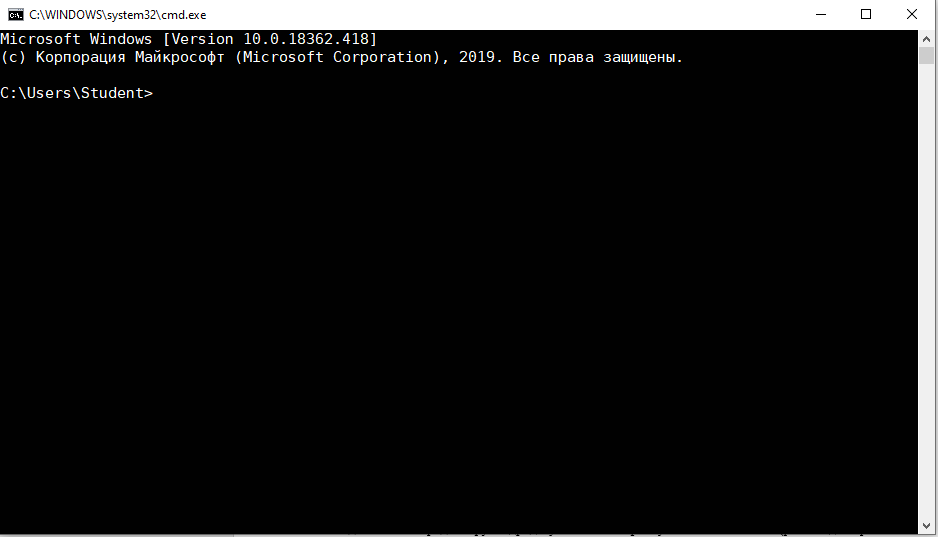 C:\WINDOWS\system32\cmd.exe
Microsoft Windows [Version 10.0.18362.418]
(c) Корпорация Майкрософт (Microsoft Corporation), 2019. Все права защищены.
C:\Users\Student>